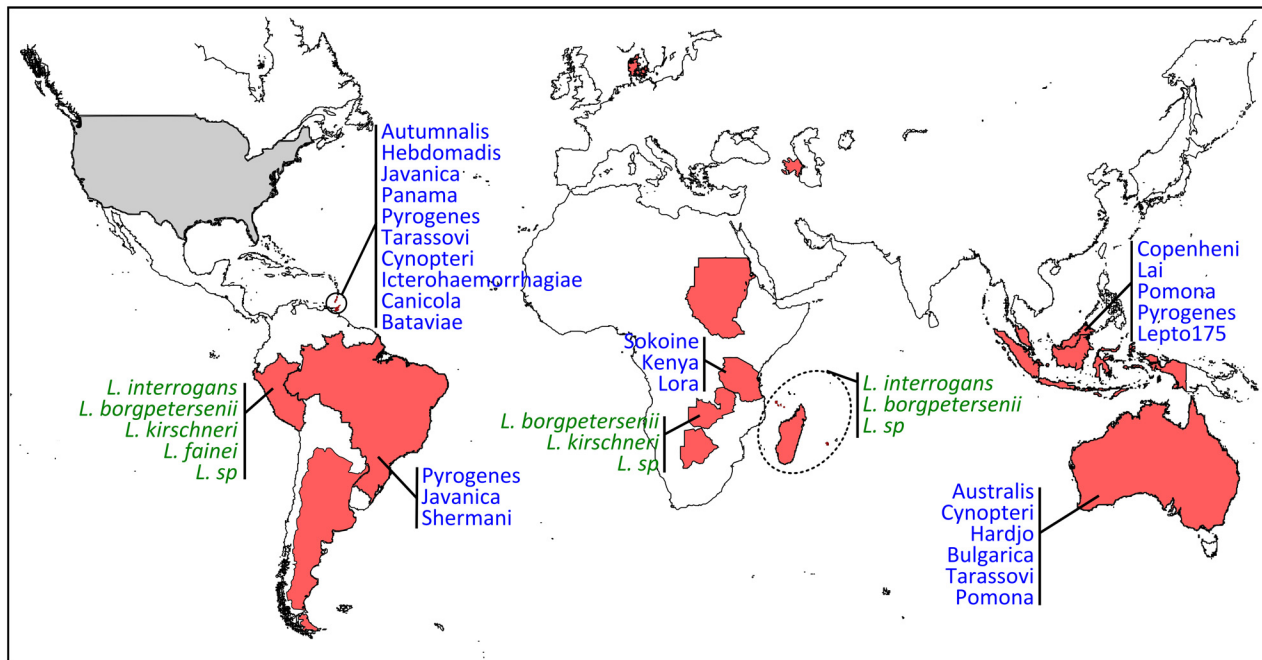 Autumnalis
Hebdomadis
Javanica
Panama
Pyrogenes
Tarassovi
Cynopteri
Icterohaemorrhagiae
Canicola
Bataviae
Copenheni
Lai
Pomona
Pyrogenes
Lepto175
Sokoine
Kenya
Lora
L. interrogans
L. borgpetersenii
L. kirschneri
L. fainei
L. sp
L. borgpetersenii
L. kirschneri
L. sp
L. interrogans
L. borgpetersenii
L. sp
Pyrogenes
Javanica
Shermani
Australis
Cynopteri
Hardjo
Bulgarica
Tarassovi
Pomona